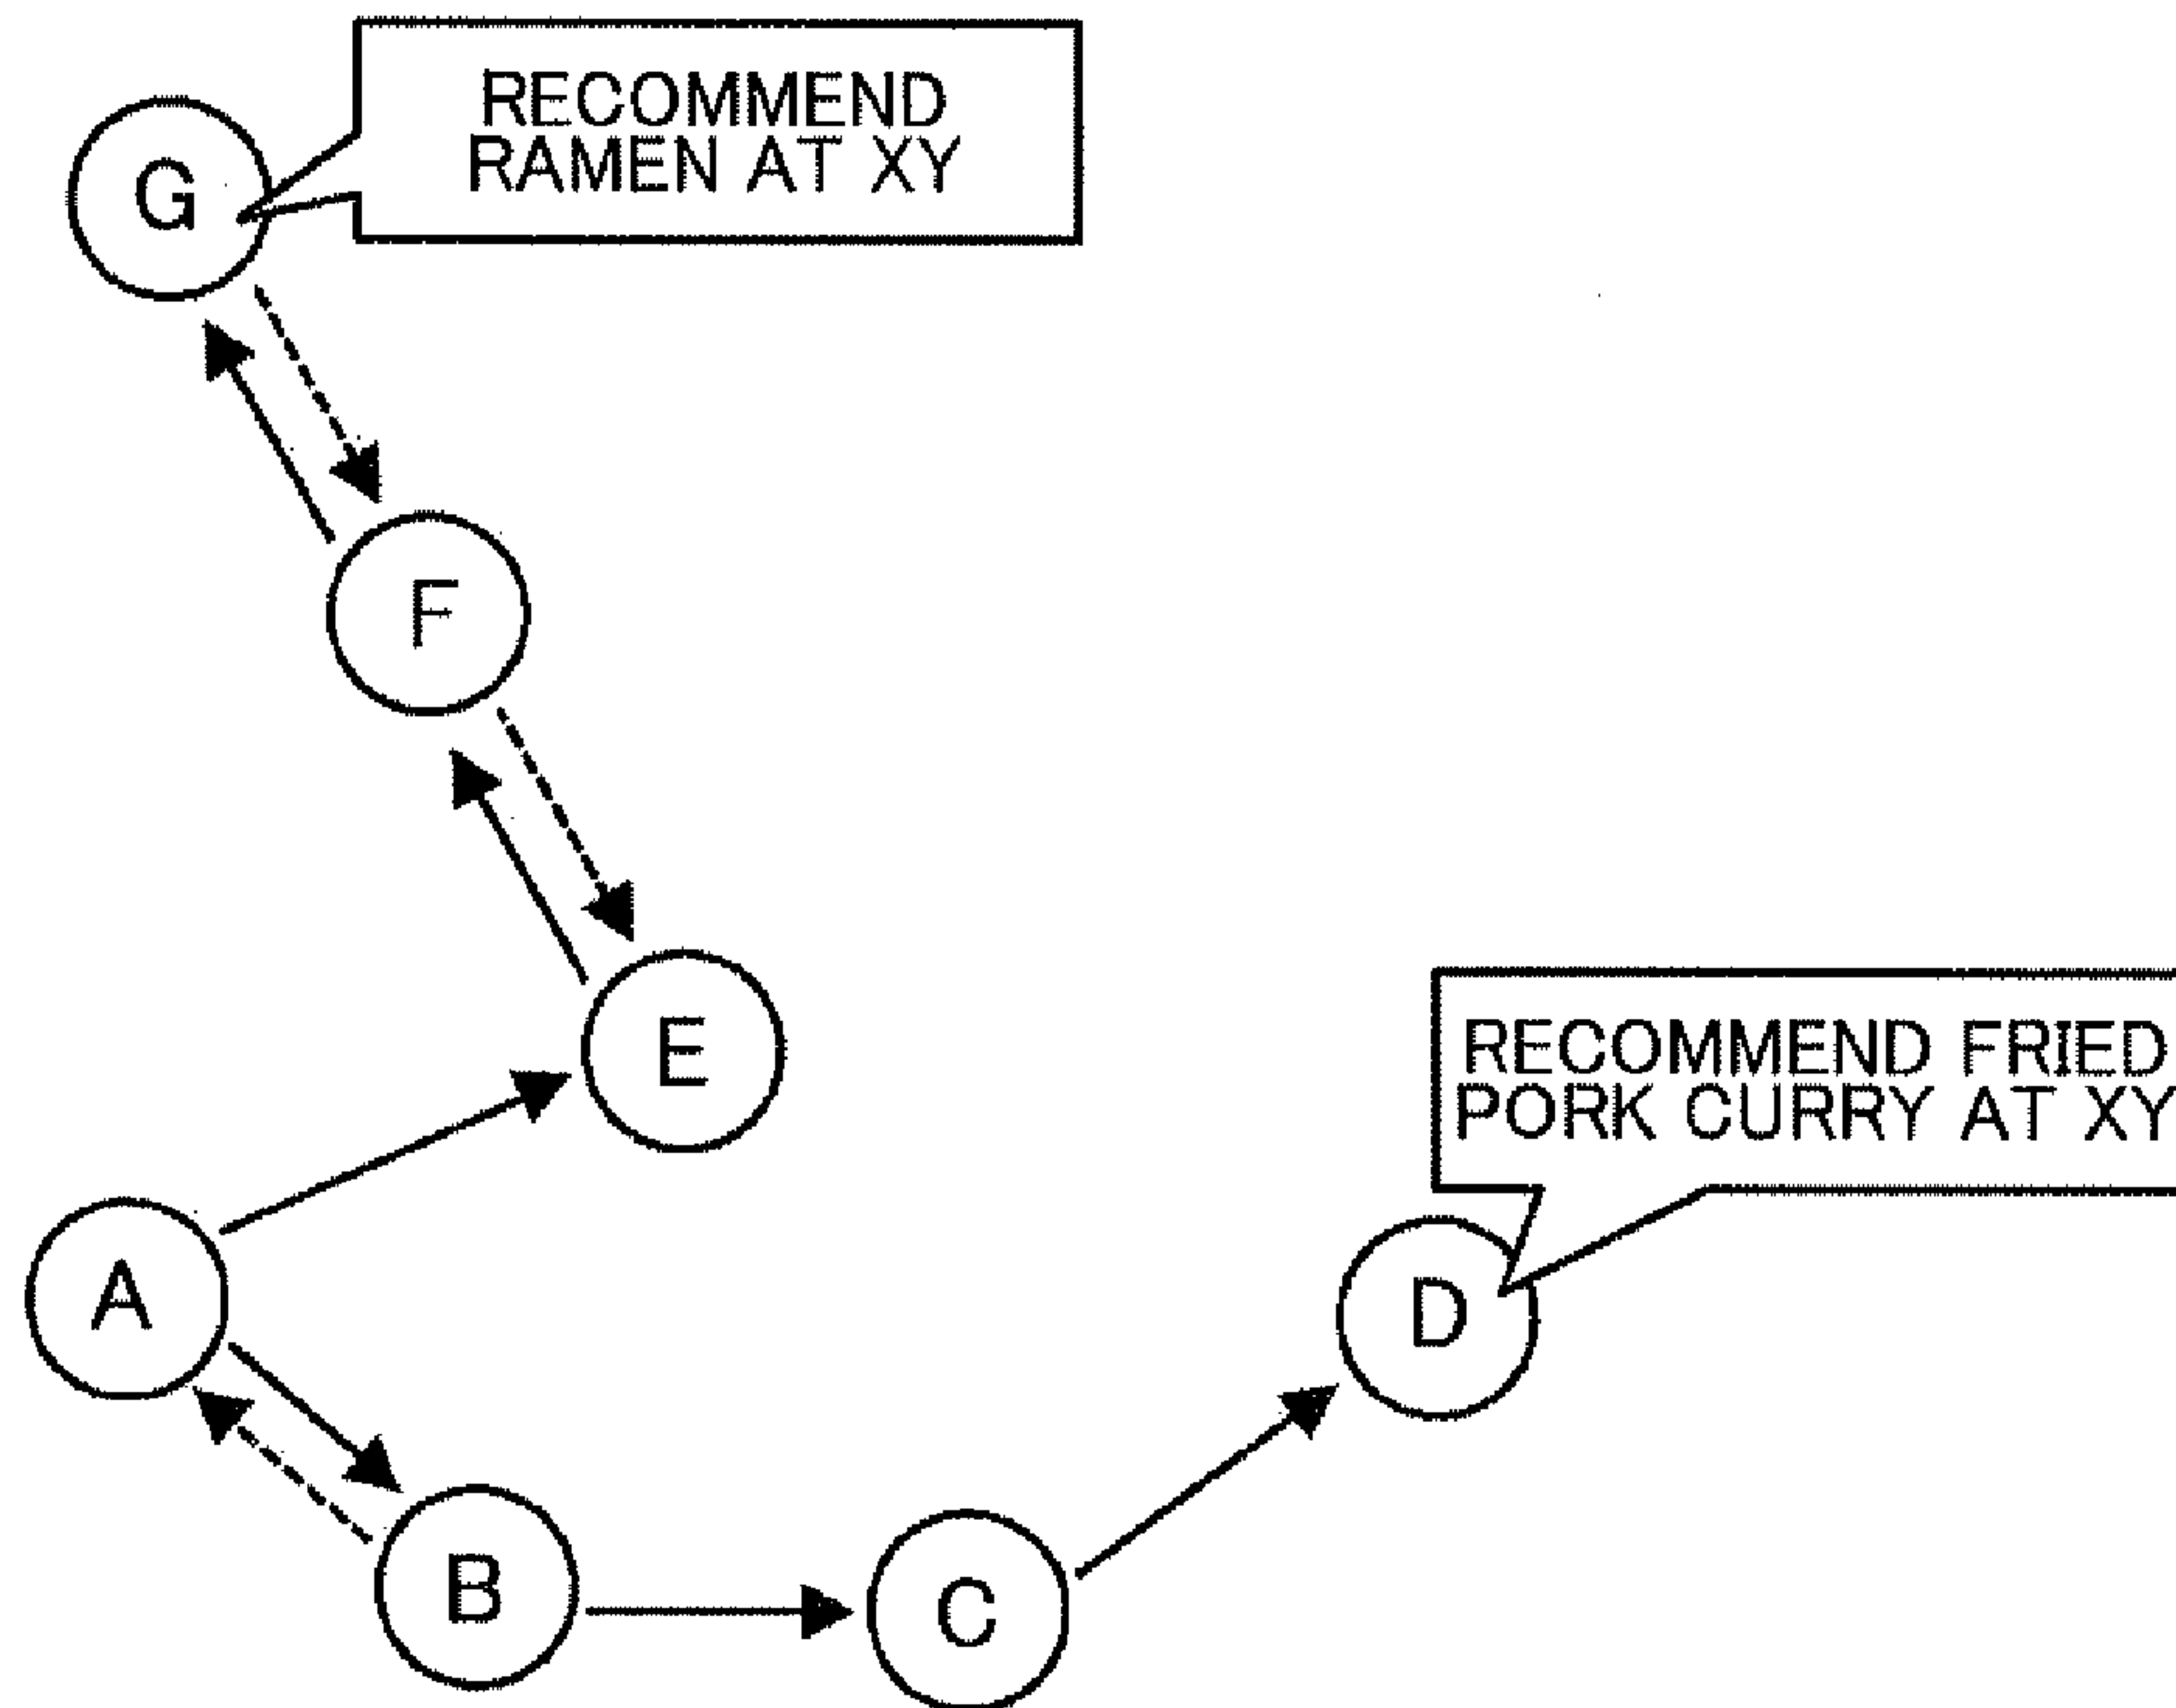 RECOMMEND
RAMEN AT XY
G
F
E
RECOMMEND FRIED
PORK CURRY AT XY
A
D
B
C